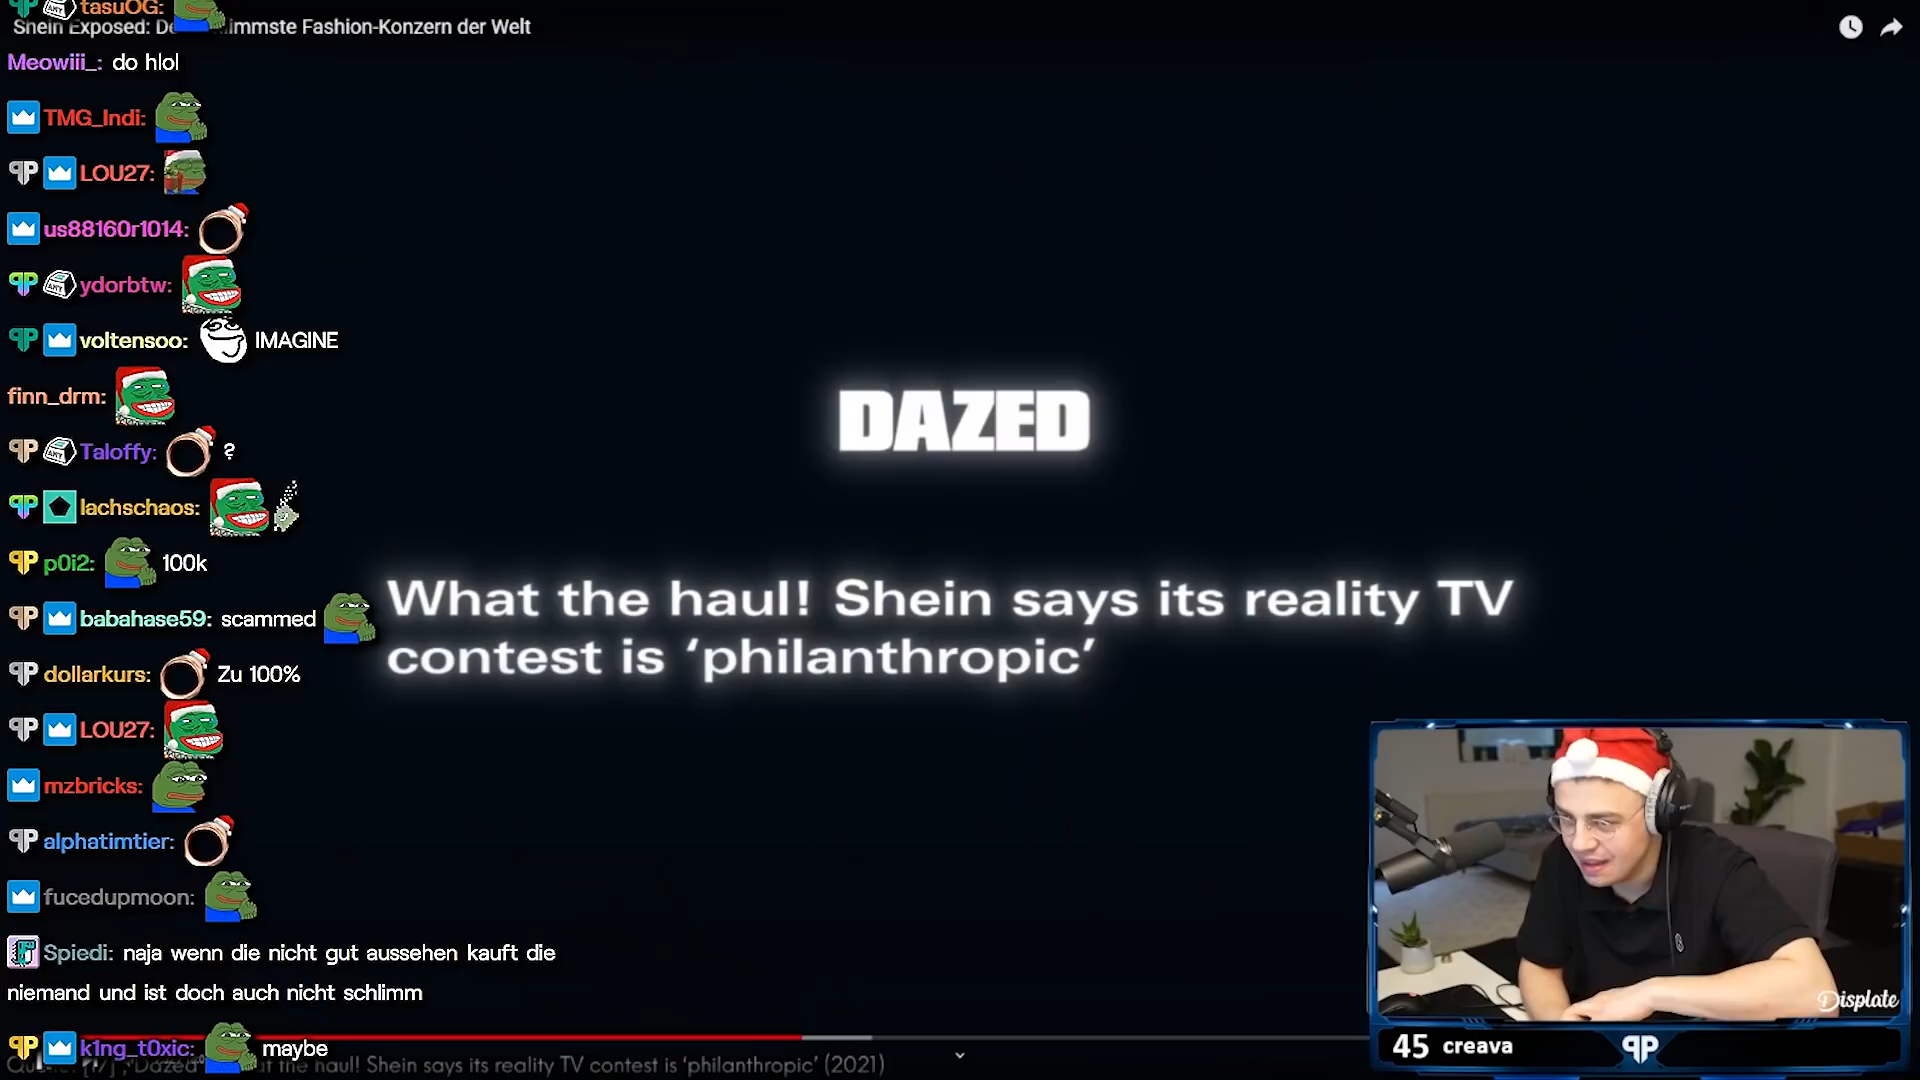 tasuOG:
Shein Exposed: De immste Fashion-Konzern der Welt
Meowiii_: do hlol
TMG_Indi:
LOU27:
us88160r1014:
ydorbtw:
voltensoo: IMAGINE
finn_drm:
Taloffy: ?
lachschaos:
p0i2: 100k
babahase59: scammed
dollarkurs: Zu 100%
LOU27:
mzbricks:
alphatimtier:
fucedupmoon:
Spiedi: naja wenn die nicht gut aussehen kauft die
niemand und ist doch auch nicht schlimm
k1ng_t0xic: maybe
DAZED
What the haul! Shein says its reality TV
contest is ‘philanthropic’
the haul! Shein says its reality TV contest is ‘philanthropic’ (2021)
Displate
45 creava